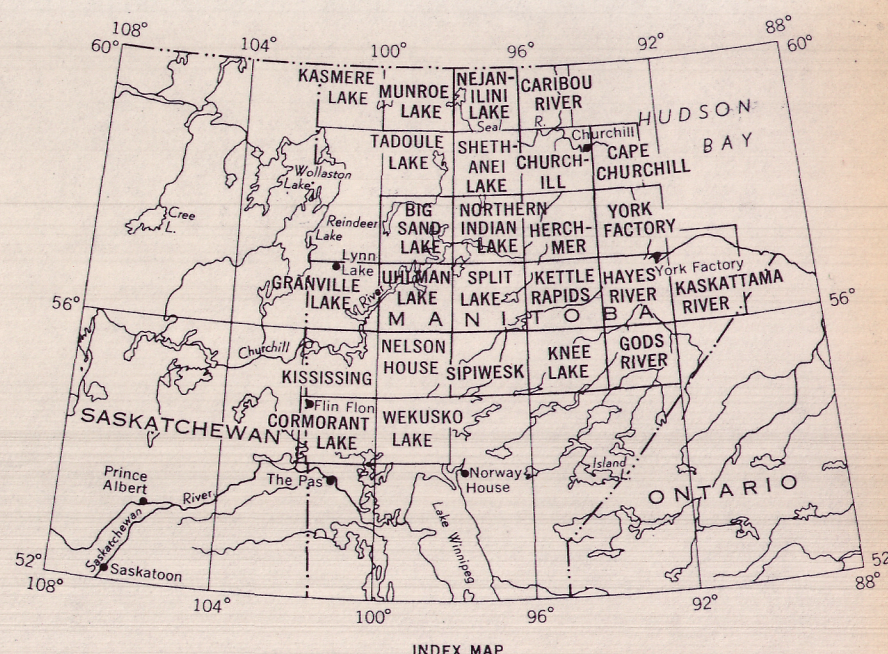 108°
104°
100°
96°
92°
88°
60°
60°
KASMERE
LAKE
MUNROE
LAKE
NEJAN-
ILINI
LAKE
Seal
CARIBOU
RIVER
R.
HUDSON
BAY
TADOULE
LAKE
SHETH-
ANEI
LAKE
Churchill
CHURCH-
ILL
CAPE
CHURCHILL
Wollaston
Lake
Cree
L.
Reindeer
Lake
BIG
SAND
LAKE
NORTHERN
INDIAN
LAKE
HERCH-
MER
YORK
FACTORY
Lynn
Lake
GRANVILLE
LAKE
River
UHLMAN
LAKE
SPLIT
LAKE
KETTLE
RAPIDS
HAYES
RIVER
York Factory
KASKATTAMA
RIVER
56°
56°
MANITOBA
Churchill
KISSISSING
NELSON
HOUSE
SIPIWESK
KNEE
LAKE
GODS
RIVER
SASKATCHEWAN
Flin Flon
CORMORANT
LAKE
WEKUSKO
LAKE
Prince
Albert
River
The Pas
Norway
House
Island
ONTARIO
Saskatchewan
Saskatoon
Lake Winnipeg
52°
52
108°
104°
100°
96°
92°
88°
INDEX MAP